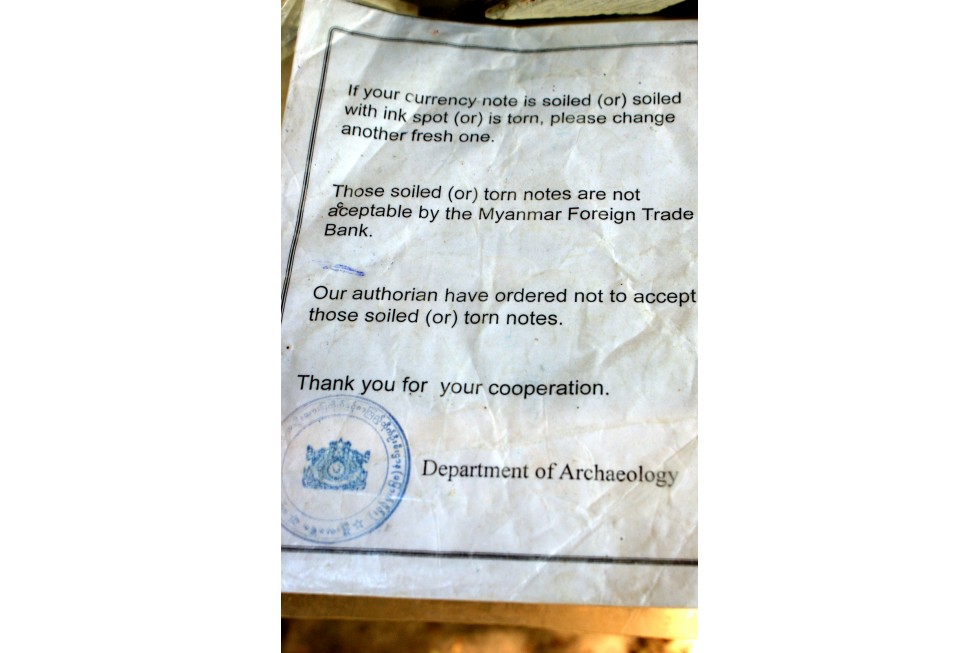 If your currency note is soiled (or) soiled
with ink spot (or) is torn, please change
another fresh one.
Those soiled (or) torn notes are not
acceptable by the Myanmar Foreign Trade
Bank.
Our authorian have ordered not to accept
those soiled (or) torn notes.
Thank you for your cooperation.
Department of Archaeology